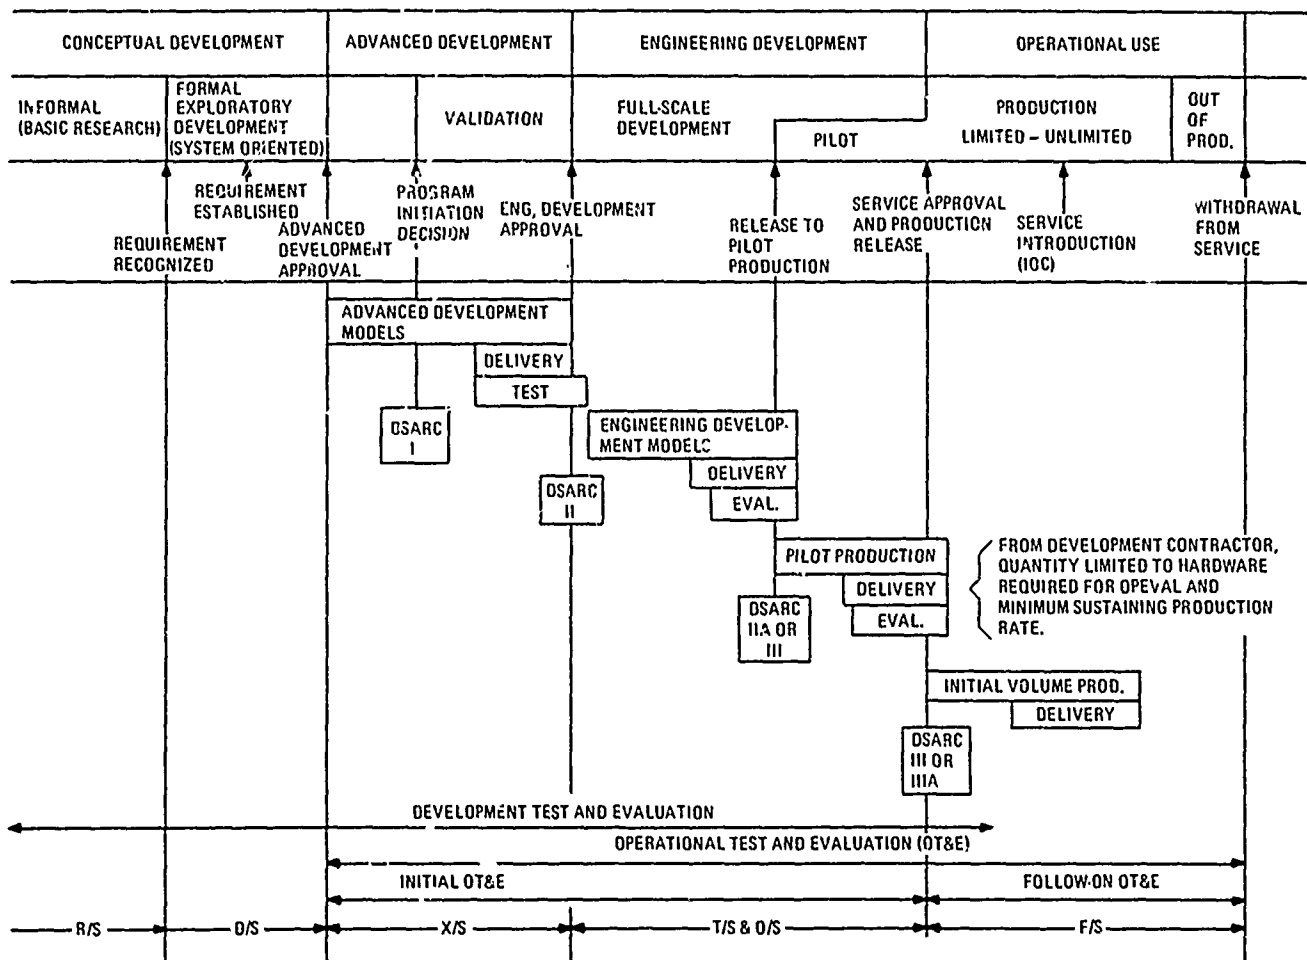 CONCEPTUAL DEVELOPMENT
ADVANCED DEVELOPMENT
ENGINEERING DEVELOPMENT
OPERATIONAL USE
INFORMAL
(BASIC RESEARCH)
FORMAL
EXPLORATORY
DEVELOPMENT
(SYSTEM ORIENTED)
VALIDATION
FULL-SCALE
DEVELOPMENT
PILOT
PRODUCTION
LIMITED – UNLIMITED
OUT
OF
PROD.
REQUIREMENT
RECOGNIZED
REQUIREMENT
ESTABLISHED
ADVANCED
DEVELOPMENT
APPROVAL
PROGRAM
INITIATION
DECISION
ENG, DEVELOPMENT
APPROVAL
RELEASE TO
PILOT
PRODUCTION
SERVICE APPROVAL
AND PRODUCTION
RELEASE
SERVICE
INTRODUCTION
(IOC)
WITHDRAWAL
FROM
SERVICE
ADVANCED DEVELOPMENT
MODELS
DELIVERY
TEST
DSARC
I
ENGINEERING DEVELOP-
MENT MODELS
DELIVERY
EVAL.
DSARC
II
PILOT PRODUCTION
DELIVERY
EVAL.
FROM DEVELOPMENT CONTRACTOR,
QUANTITY LIMITED TO HARDWARE
REQUIRED FOR OPEVAL AND
MINIMUM SUSTAINING PRODUCTION
RATE.
DSARC
IIA OR
III
INITIAL VOLUME PROD.
DELIVERY
DSARC
III OR
IIIA
DEVELOPMENT TEST AND EVALUATION
OPERATIONAL TEST AND EVALUATION (OT&E)
INITIAL OT&E
FOLLOW-ON OT&E
R/S
D/S
X/S
T/S & O/S
F/S